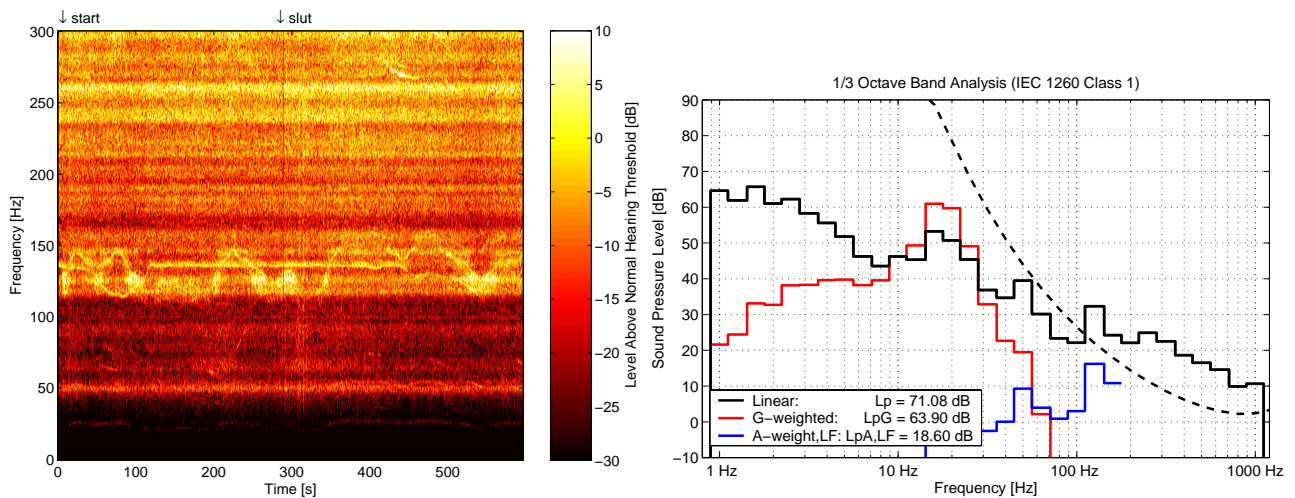 ↓ start
↓ slut
300
250
200
150
100
50
0
Frequency [Hz]
0
100
200
300
400
500
Time [s]
10
5
0
−5
−10
−15
−20
−25
−30
Level Above Normal Hearing Threshold [dB]
1/3 Octave Band Analysis (IEC 1260 Class 1)
90
80
70
60
50
40
30
20
10
0
−10
Sound Pressure Level [dB]
Linear: Lp = 71.08 dB
G−weighted: LpG = 63.90 dB
A−weight,LF: LpA,LF = 18.60 dB
1 Hz
10 Hz
100 Hz
1000 Hz
Frequency [Hz]